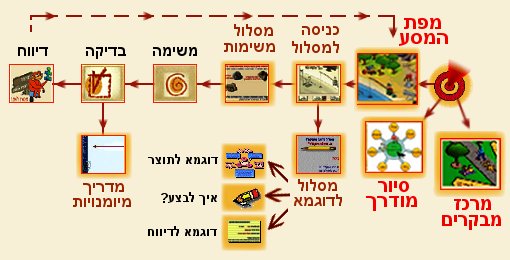 מפת
המסע
כניסה
למסלול
מסלול
משימות
משימה
בדיקה
דיווח
מרכז
מבקרים
סיור
מודרך
מסלול
לדוגמא
דוגמא לתוצר
איך לבצע?
דוגמא לדיווח
מדריך
מיומנויות